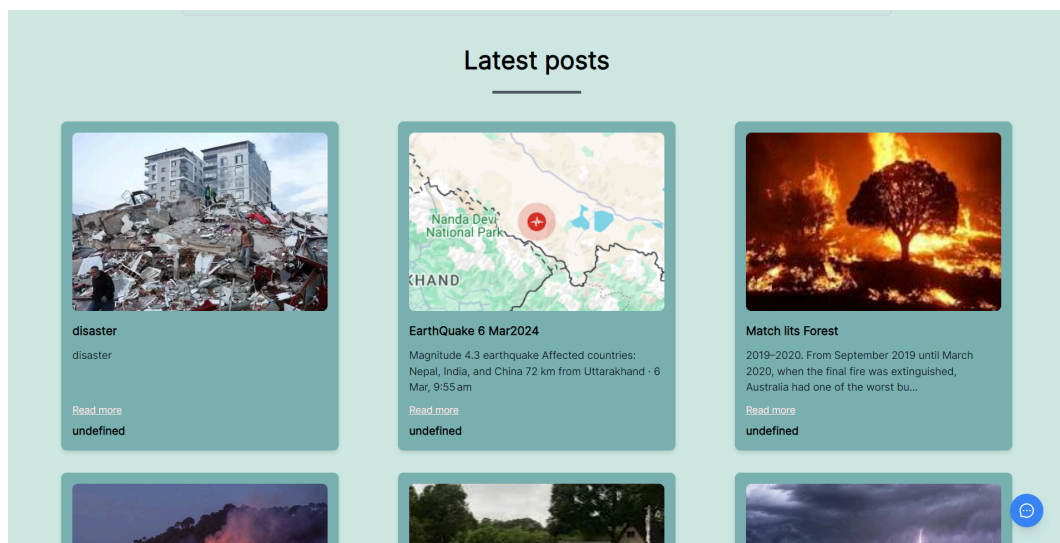 Latest posts
Nanda Devi
National Park
KHAND
disaster
disaster
Read more
undefined
EarthQuake 6 Mar2024
Magnitude 4.3 earthquake Affected countries:
Nepal, India, and China 72 km from Uttarakhand · 6
Mar, 9:55 am
Read more
undefined
Match lits Forest
2019–2020. From September 2019 until March
2020, when the final fire was extinguished,
Australia had one of the worst bu...
Read more
undefined